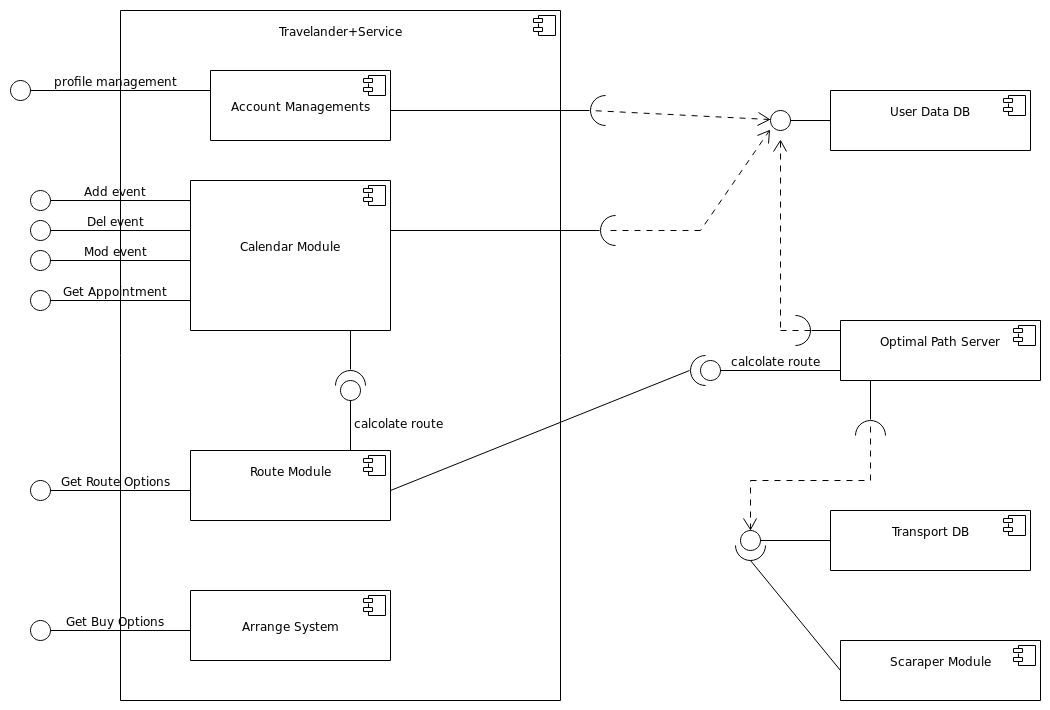 Travelander+Service
profile management
Account Managements
User Data DB
Add event
Del event
Calendar Module
Mod event
Get Appointment
Optimal Path Server
calcolate route
calcolate route
Route Module
Get Route Options
Transport DB
Get Buy Options
Arrange System
Scaraper Module